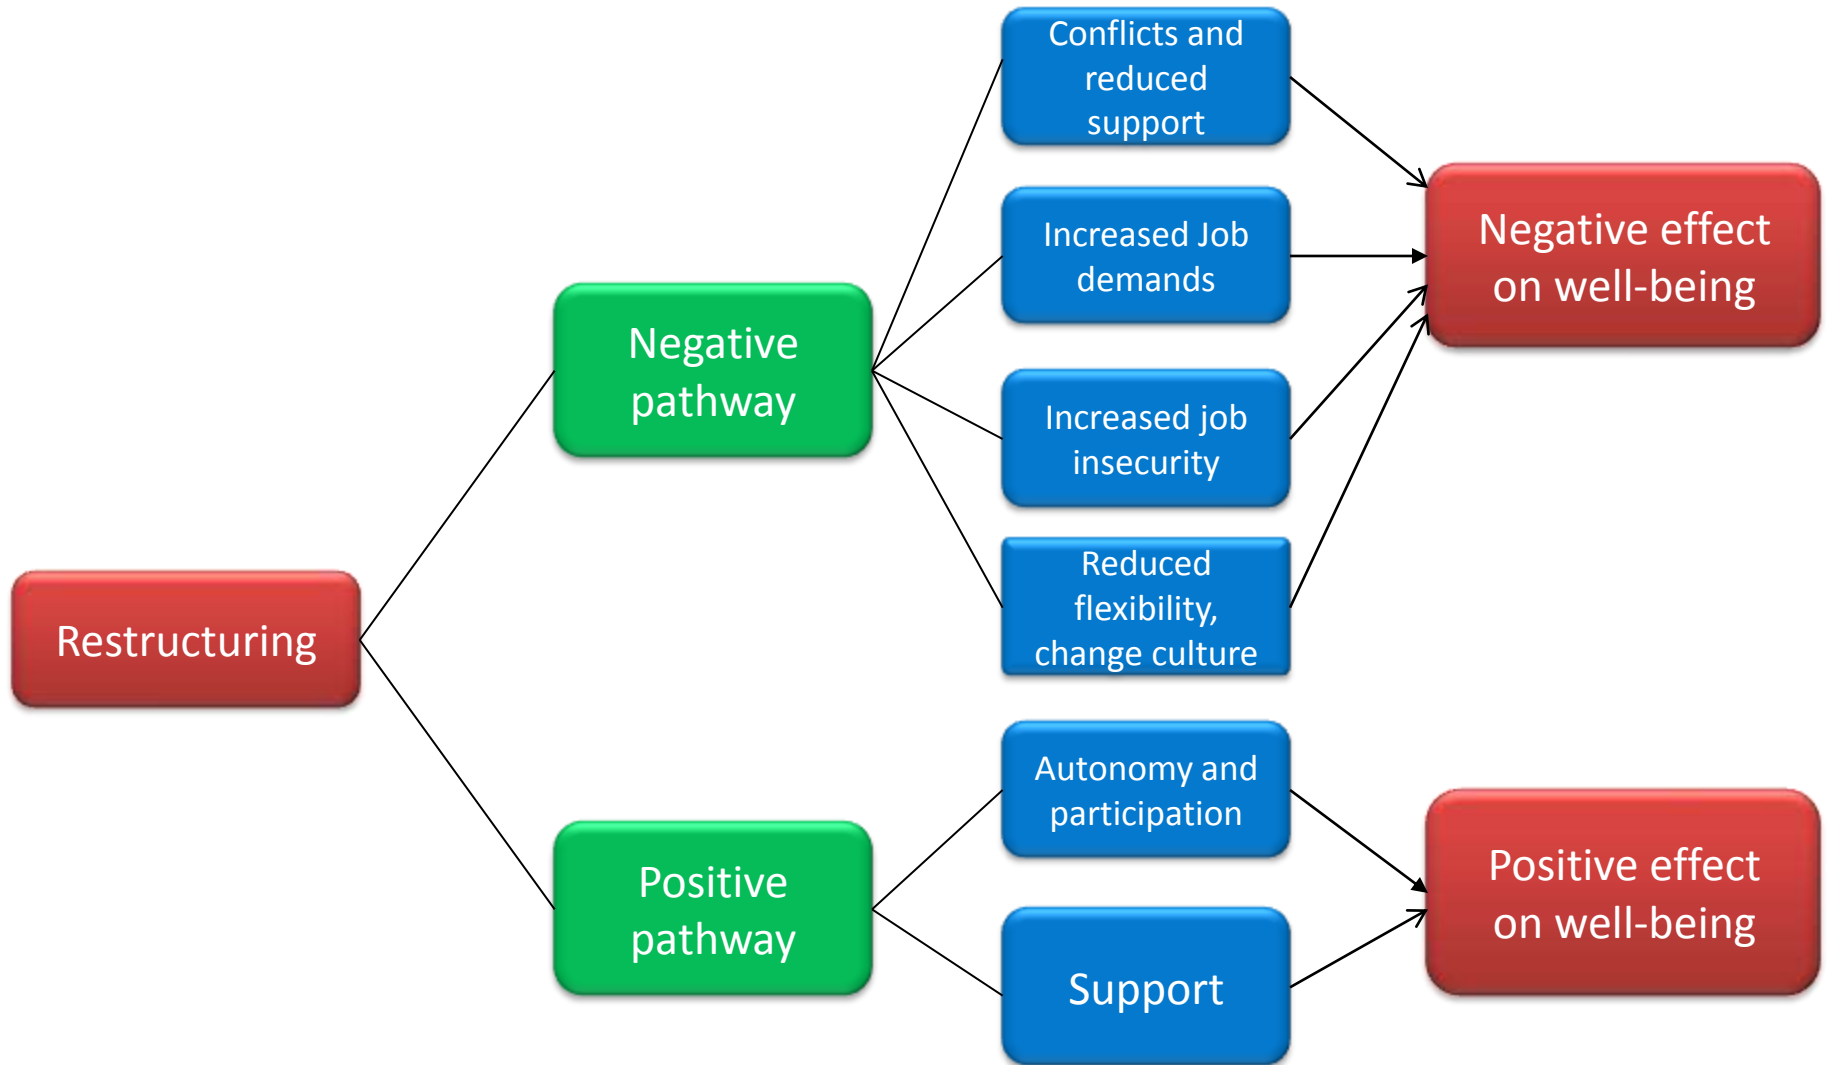 Conflicts and
reduced
support
Negative effect
on well-being
Increased Job
demands
Negative
pathway
Increased job
insecurity
Reduced
flexibility,
change culture
Restructuring
Autonomy and
participation
Positive effect
on well-being
Positive
pathway
Support